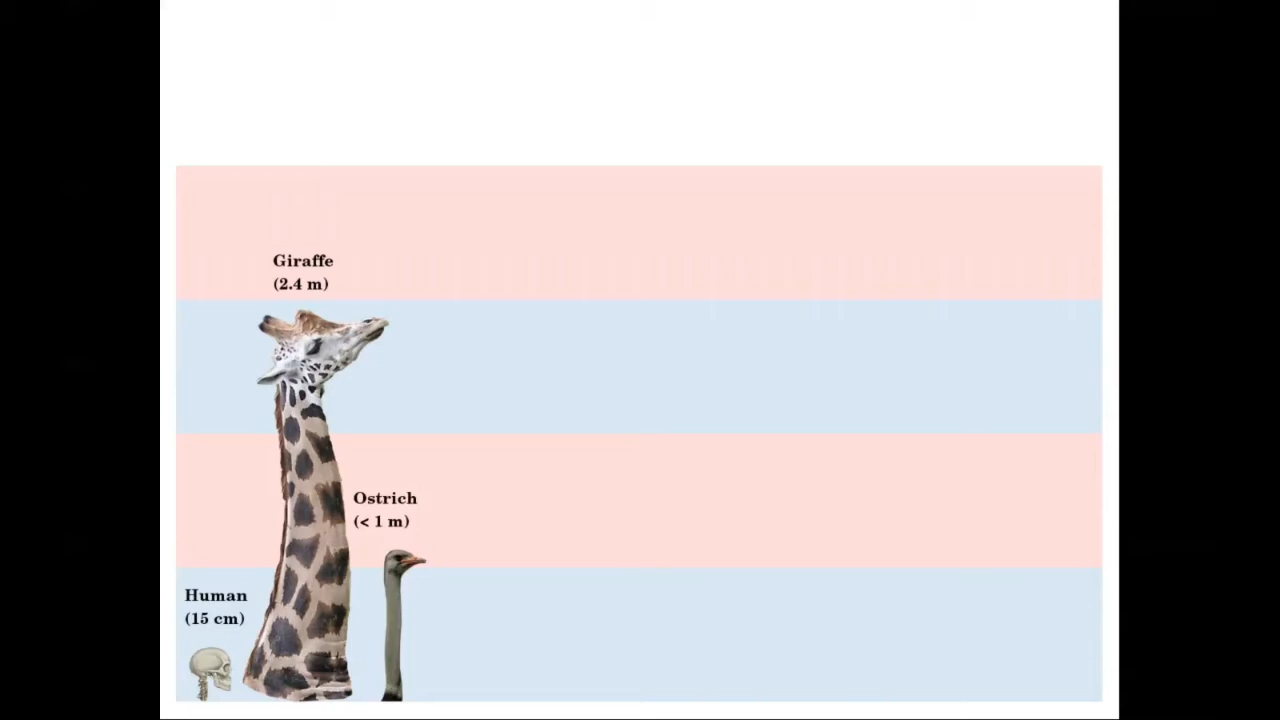 Giraffe
(2.4 m)
Ostrich
(< 1 m)
Human
(15 cm)